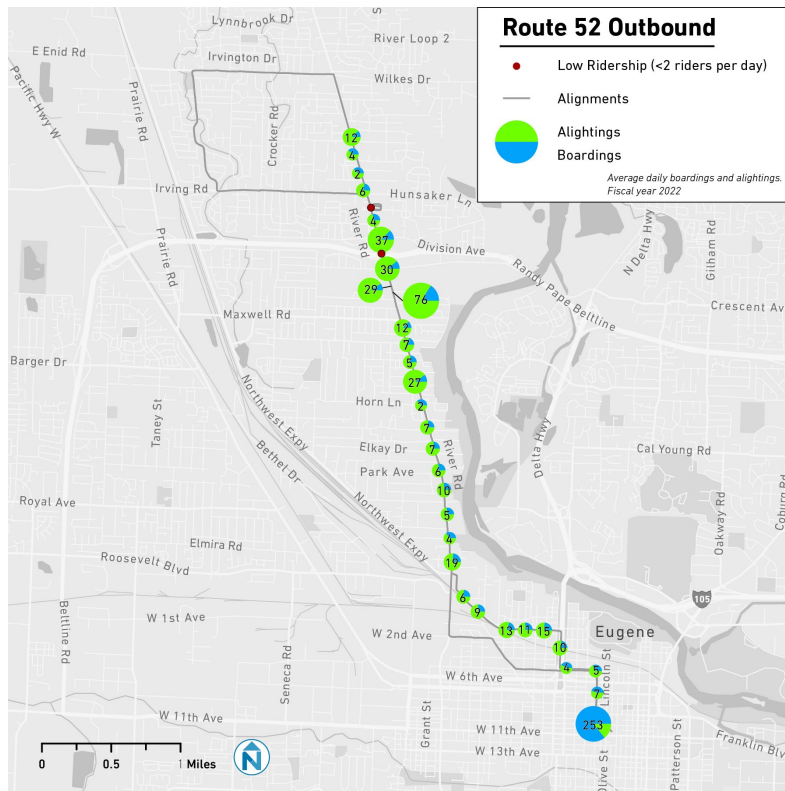 Route 52 Outbound
Low Ridership (<2 riders per day)
Alignments
Alightings
Boardings
Average daily boardings and alightings.
Fiscal year 2022
Lynnbrook Dr
River Loop 2
E Enid Rd
Irvington Dr
Wilkes Dr
Pacific Hwy W
Prairie Rd
Crocker Rd
12
4
2
6
Irving Rd
Hunsaker Ln
4
River Rd
37
Division Ave
N Delta Hwy
Gilham Rd
Prairie Rd
30
Randy Pape Beltline
29
76
Crescent Av
Maxwell Rd
12
7
5
Barger Dr
27
Northwest Expy
Horn Ln
2
Taney St
7
Delta Hwy
Elkay Dr
7
River Rd
Cal Young Rd
Bethel Dr
Park Ave
6
10
Royal Ave
Northwest Expy
5
Oakway Rd
Coburg Rd
Elmira Rd
4
Roosevelt Blvd
19
6
105
Beltline Rd
W 1st Ave
9
W 2nd Ave
13
11
15
Eugene
10
Seneca Rd
4
5
Lincoln St
W 6th Ave
7
W 11th Ave
Grant St
253
W 11th Ave
W 13th Ave
Olive St
Patterson St
Franklin Blv
0
0.5
1 Miles
N